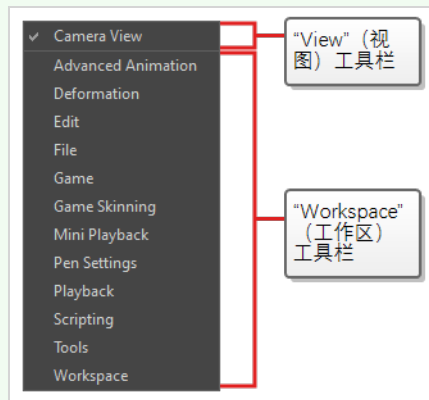 Camera View
Advanced Animation
Deformation
Edit
File
Game
Game Skinning
Mini Playback
Pen Settings
Playback
Scripting
Tools
Workspace
“View”（视
图）工具栏
“Workspace”
（工作区）
工具栏